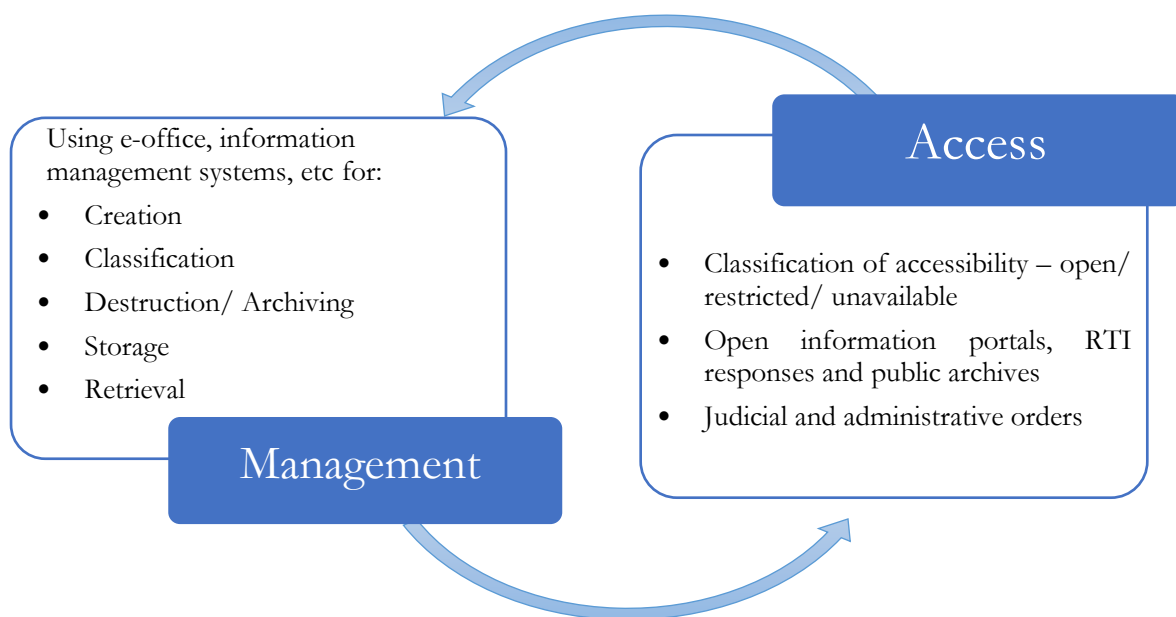 Using e-office, information
management systems, etc for:
• Creation
• Classification
• Destruction/ Archiving
• Storage
• Retrieval
Management
Access
• Classification of accessibility – open/
restricted/ unavailable
• Open information portals, RTI
responses and public archives
• Judicial and administrative orders